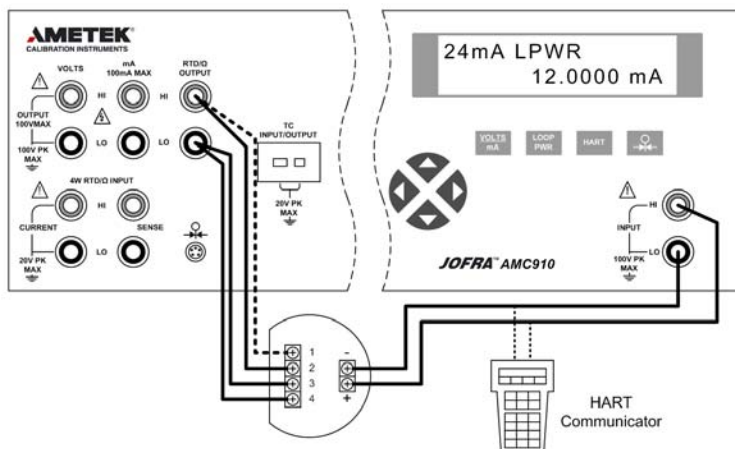 AMETEK
CALIBRATION INSTRUMENTS
VOLTS
mA
100mA MAX
RTD/Ω
OUTPUT
HI
HI
OUTPUT
100VMAX
LO
LO
100V PK
MAX
4W RTD/Ω INPUT
HI
CURRENT
SENSE
LO
20V PK
MAX
TC
INPUT/OUTPUT
20V PK
MAX
24mA LPWR
12.0000 mA
VOLTS
mA
LOOP
PWR
HART
HI
INPUT
LO
100V PK
MAX
JOFRA™ AMC910
1
2
3
4
-
+
HART
Communicator